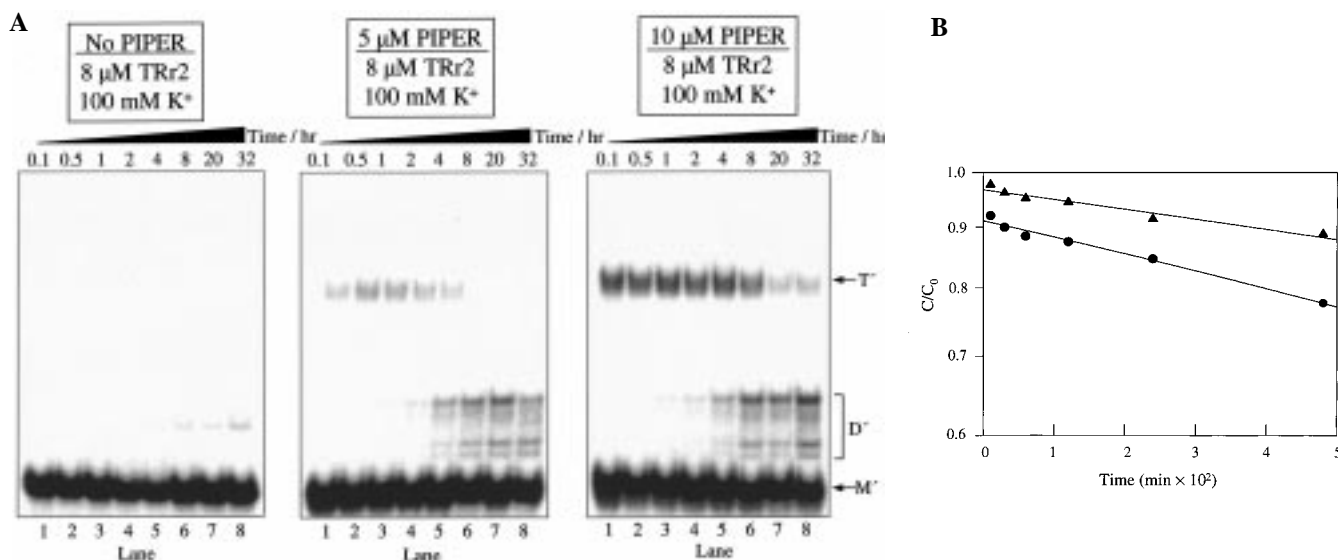 A
No PIPER
8 μM TRr2
100 mM K⁺
5 μM PIPER
8 μM TRr2
100 mM K⁺
10 μM PIPER
8 μM TRr2
100 mM K⁺
Time / hr
0.1 0.5 1 2 4 8 20 32
Time / hr
0.1 0.5 1 2 4 8 20 32
Time / hr
0.1 0.5 1 2 4 8 20 32
T´
D´
M´
1 2 3 4 5 6 7 8
Lane
1 2 3 4 5 6 7 8
Lane
1 2 3 4 5 6 7 8
Lane
B
1.0
0.9
0.8
0.7
0.6
C/C₀
0 1 2 3 4 5
Time (min × 10²)